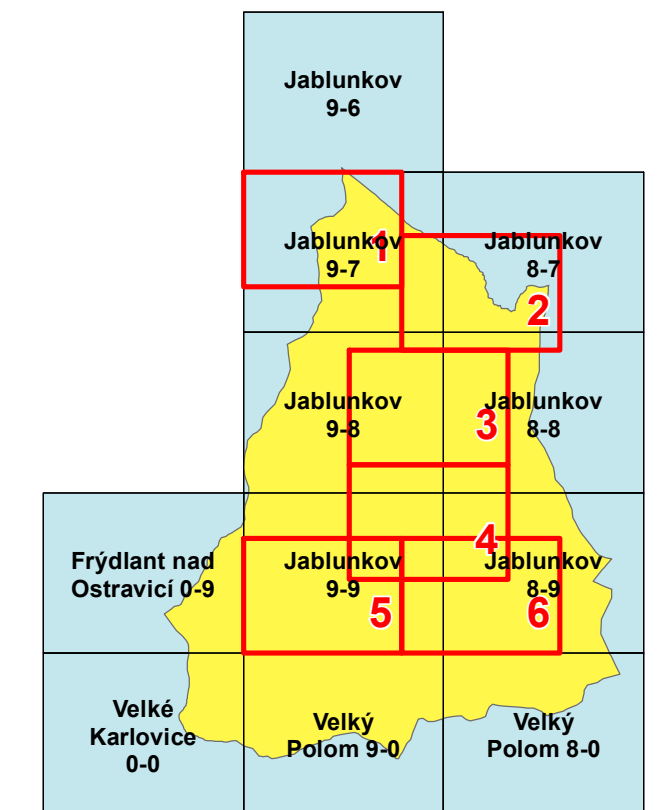 Jablunkov
9-6
Jablunkov
9-7
1
Jablunkov
8-7
2
Jablunkov
9-8
3
Jablunkov
8-8
Frýdlant nad
Ostravicí 0-9
Jablunkov
9-9
5
4
Jablunkov
8-9
6
Velké
Karlovice
0-0
Velký
Polom 9-0
Velký
Polom 8-0